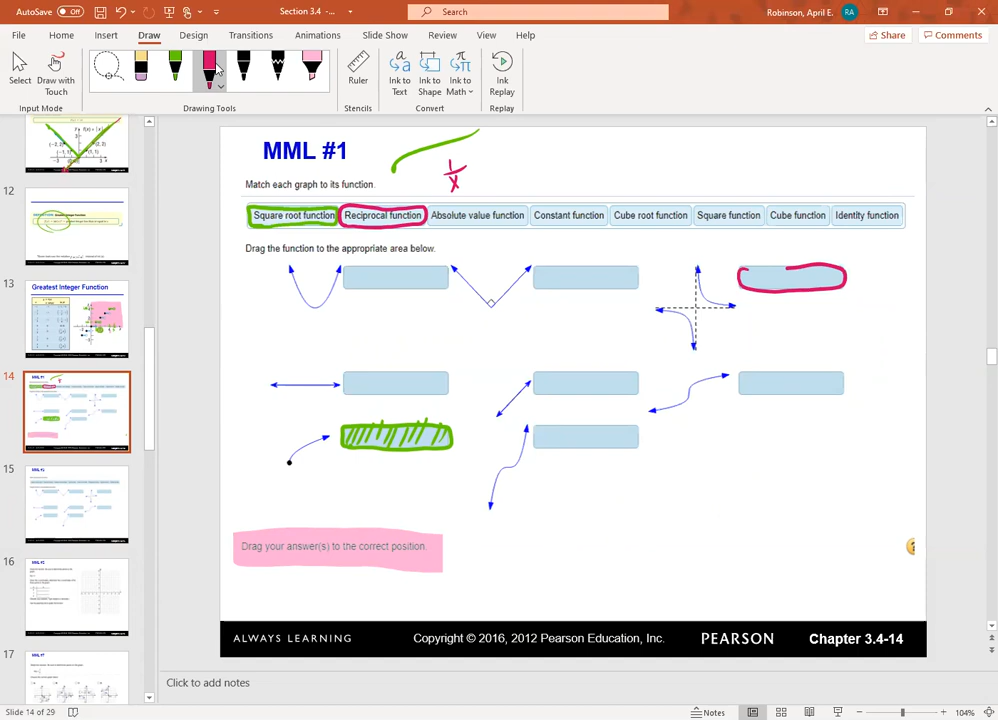 AutoSave Off Section 3.4 -... Search Robinson, April E. RA
File Home Insert Draw Design Transitions Animations Slide Show Review View Help Share Comments
Select Draw with Touch Ruler Ink to Text Ink to Shape Ink to Math Ink Replay
Input Mode Drawing Tools Stencils Convert Replay
12
13
Greatest Integer Function
14
MML #1
15
16
17
MML #1
1
x
Match each graph to its function.
Square root function Reciprocal function Absolute value function Constant function Cube root function Square function Cube function Identity function
Drag the function to the appropriate area below.
Drag your answer(s) to the correct position.
?
ALWAYS LEARNING Copyright © 2016, 2012 Pearson Education, Inc. PEARSON Chapter 3.4-14
Click to add notes
Slide 14 of 29 Notes 104%